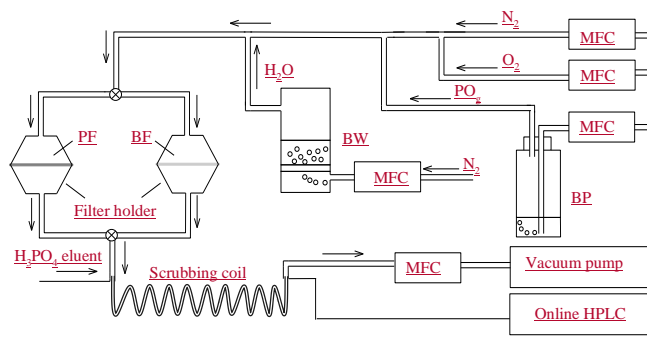 N₂
MFC
O₂
MFC
H₂O
PO_g
MFC
PF
BF
BW
N₂
MFC
BP
Filter holder
H₃PO₄ eluent
Scrubbing coil
MFC
Vacuum pump
Online HPLC